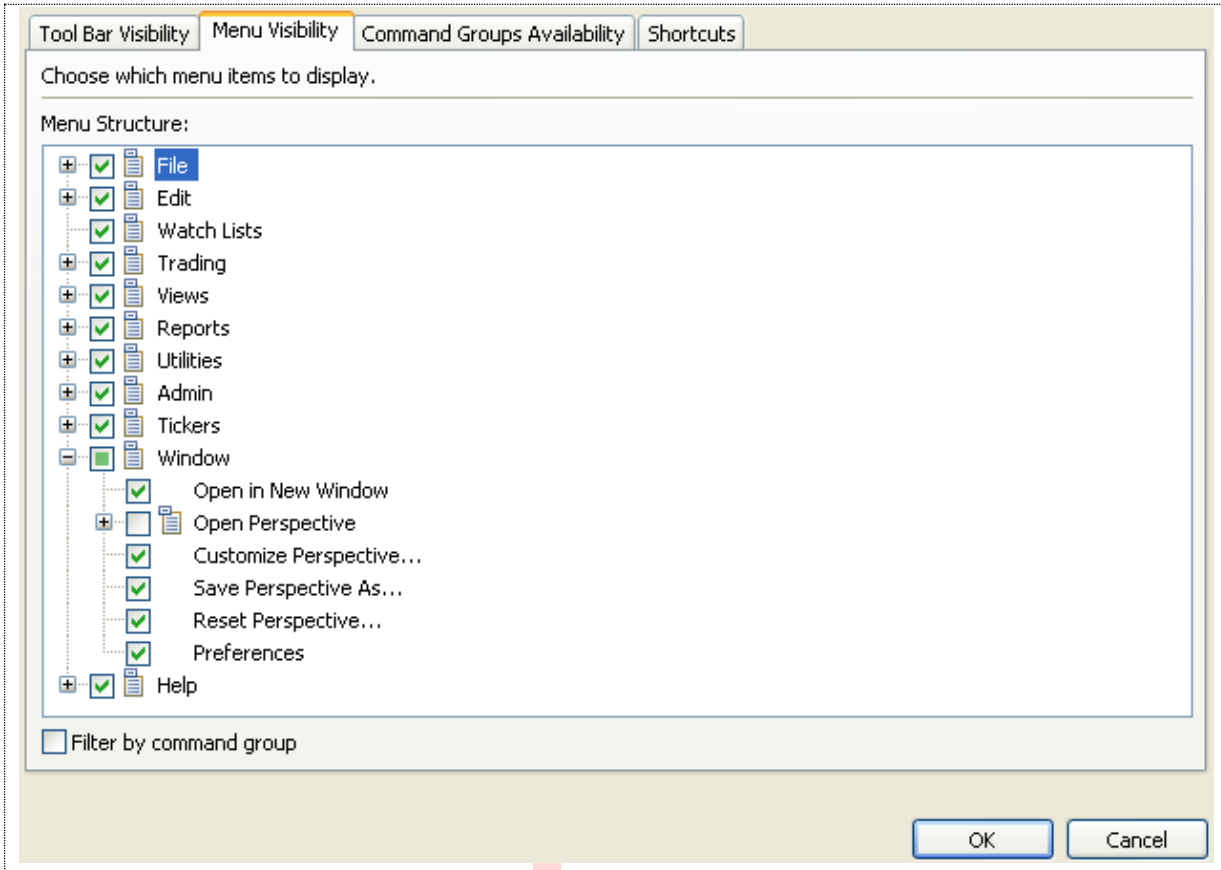 Tool Bar Visibility Menu Visibility Command Groups Availability Shortcuts
Choose which menu items to display.
Menu Structure:
File
Edit
Watch Lists
Trading
Views
Reports
Utilities
Admin
Tickers
Window
Open in New Window
Open Perspective
Customize Perspective...
Save Perspective As...
Reset Perspective...
Preferences
Help
Filter by command group
OK Cancel